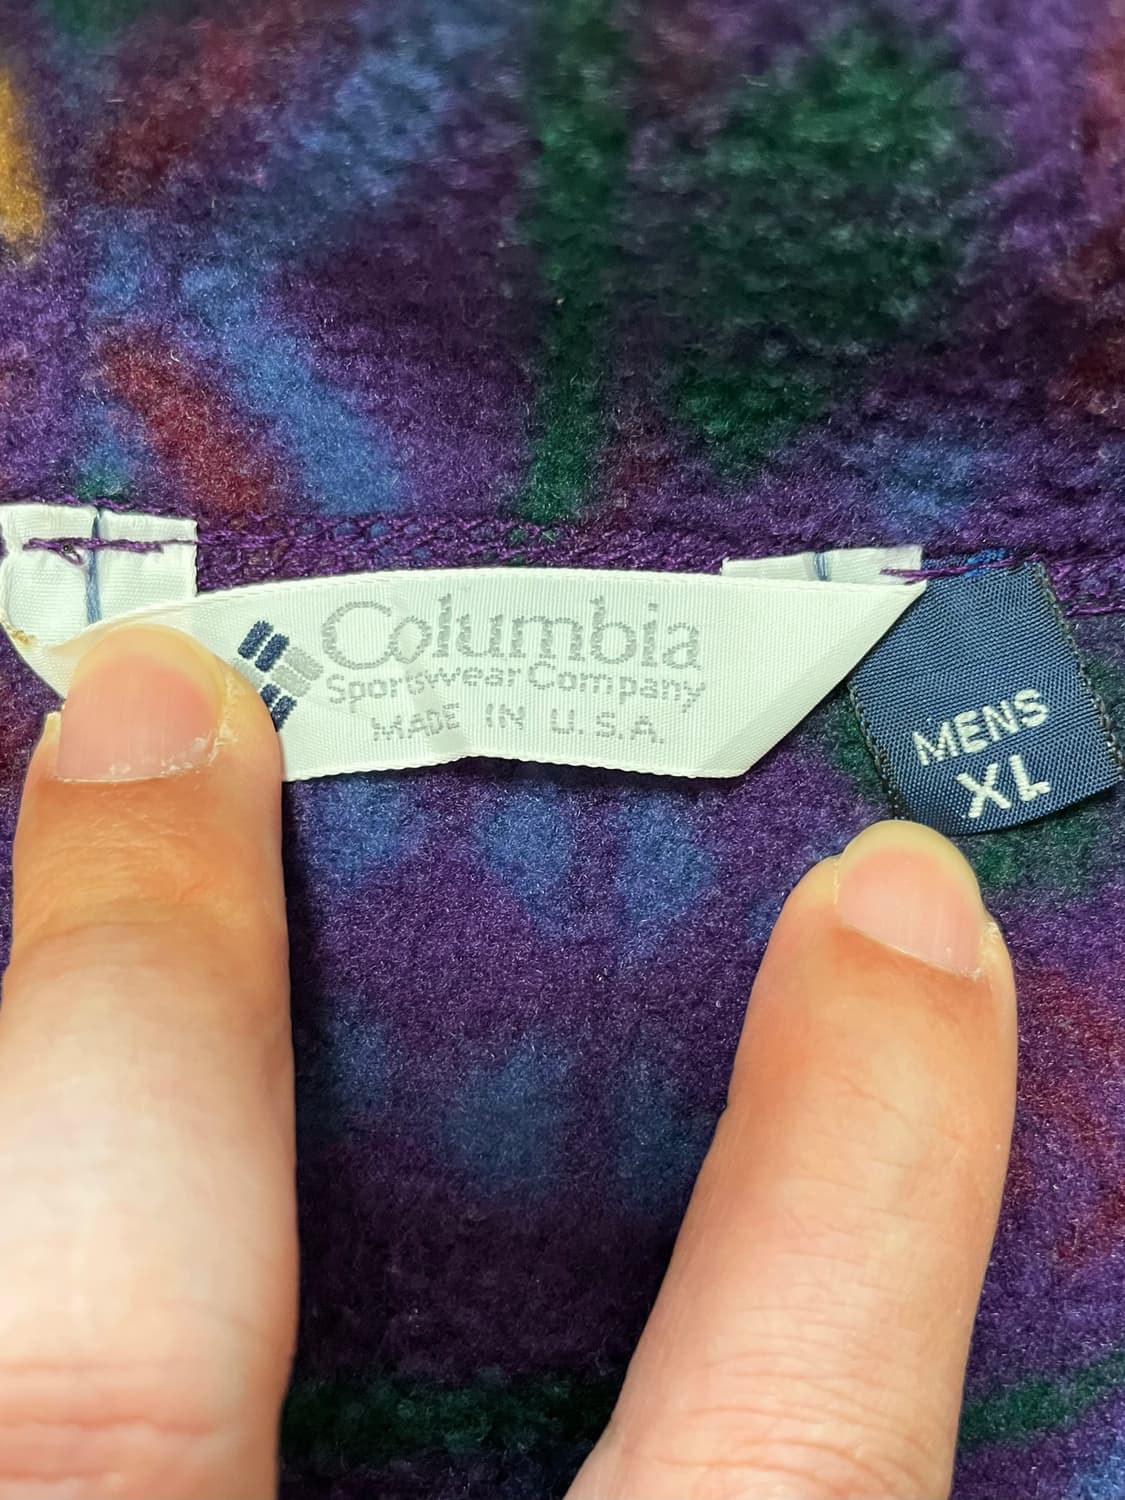 Columbia
Sportswear Company
MADE IN U.S.A.
MENS
XL